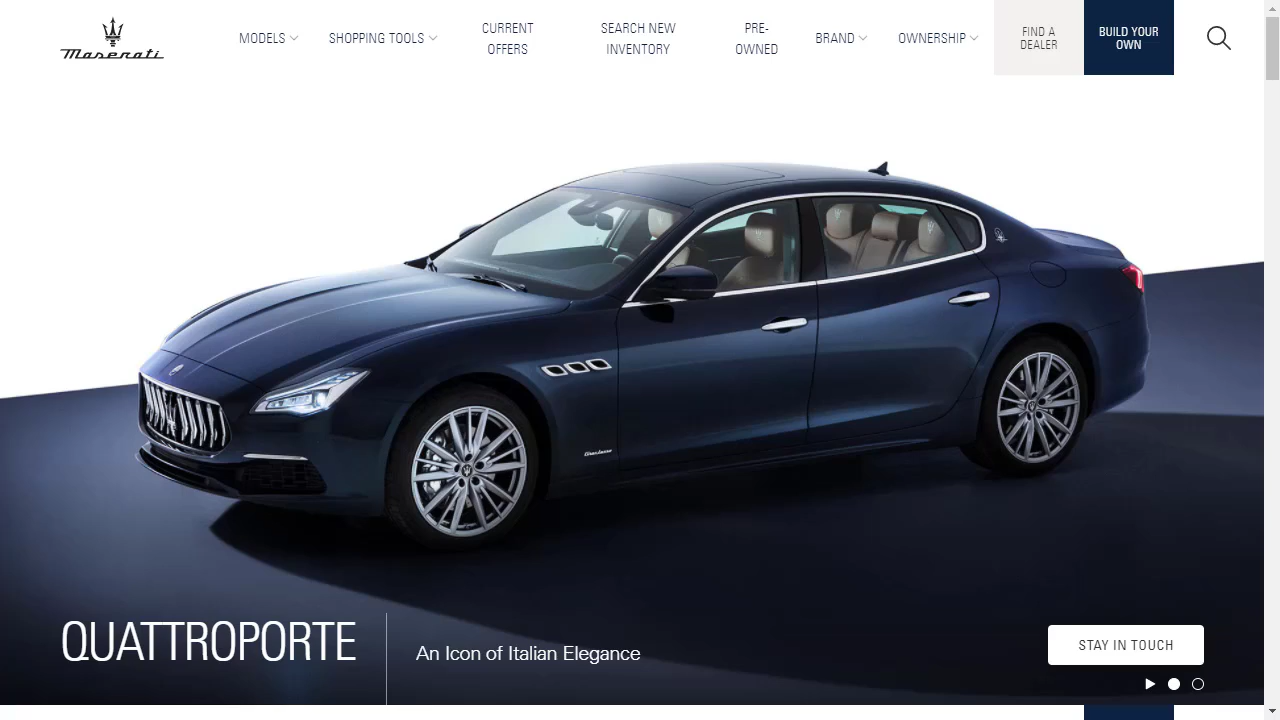 Maserati
MODELS
SHOPPING TOOLS
CURRENT
OFFERS
SEARCH NEW
INVENTORY
PRE-
OWNED
BRAND
OWNERSHIP
FIND A
DEALER
BUILD YOUR
OWN
GranLusso
QUATTROPORTE
An Icon of Italian Elegance
STAY IN TOUCH